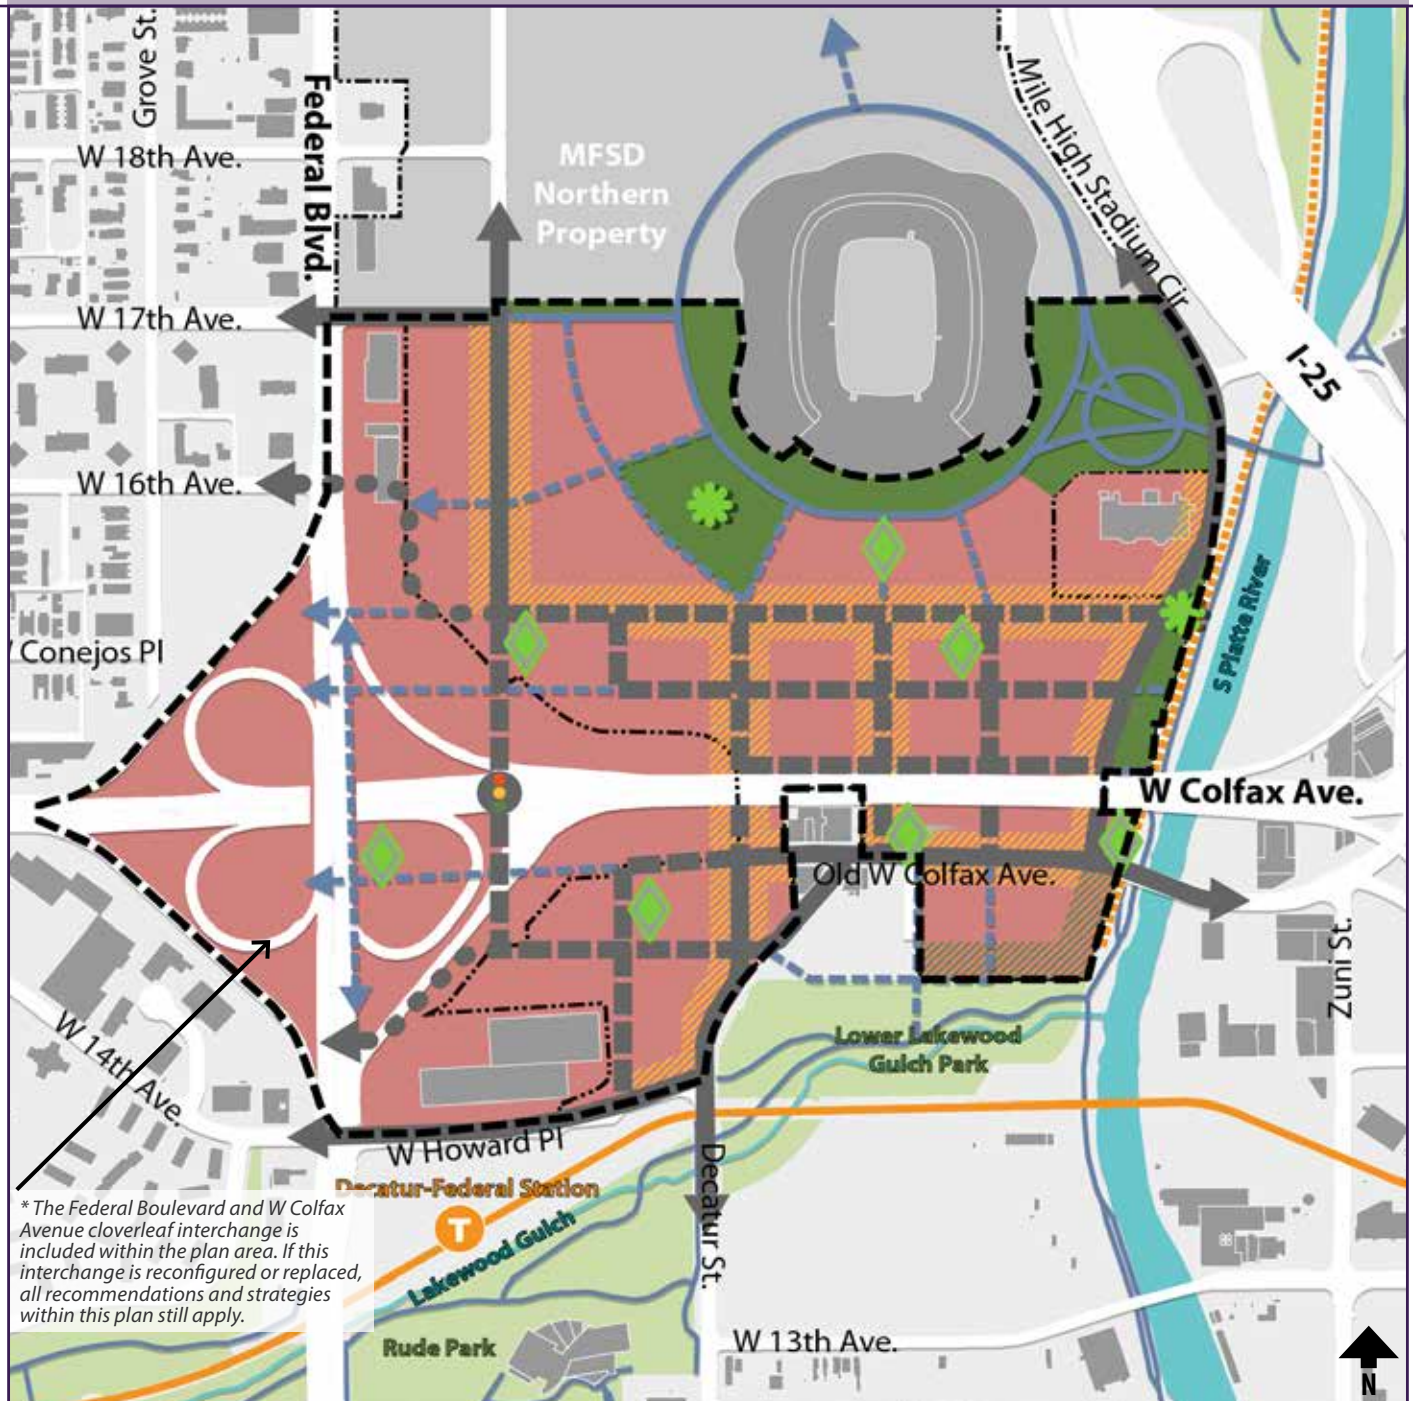 Grove St.
Federal Blvd.
W 18th Ave.
MFSD
Northern
Property
Mile High Stadium Cir
W 17th Ave.
I-25
W 16th Ave.
S Platte River
W Conejos Pl
W Colfax Ave.
Old W Colfax Ave.
Zuni St.
W 14th Ave.
Lower Lakewood
Gulch Park
W Howard Pl
Decatur St.
Decatur-Federal Station
T
Lakewood Gulch
* The Federal Boulevard and W Colfax
Avenue cloverleaf interchange is
included within the plan area. If this
interchange is reconfigured or replaced,
all recommendations and strategies
within this plan still apply.
Rude Park
W 13th Ave.
N